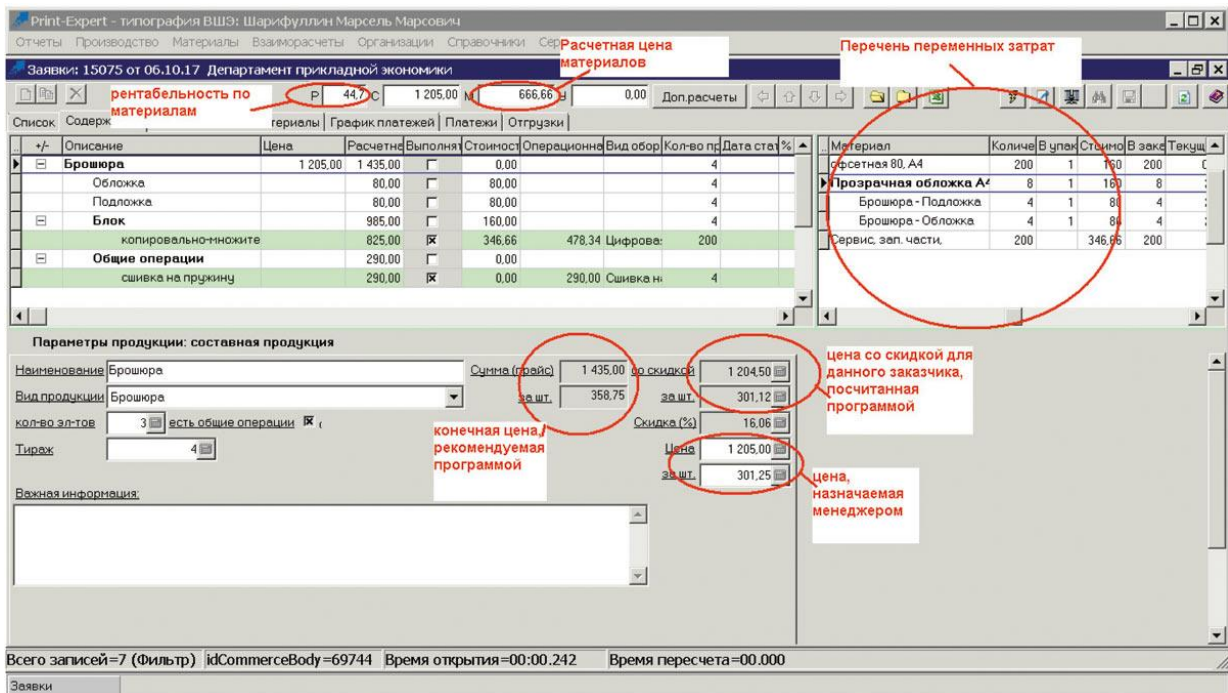 Print-Expert - типография ВШЭ: Шарифуллин Марсель Марсович
Отчеты Производство Материалы Взаиморасчеты Организации Справочники
Расчетная цена
материалов
Перечень переменных затрат
Заявки: 15075 от 06.10.17 Департамент прикладной экономики
рентабельность по
материалам
Р 44,7 С 1 205,00 М 666,66 0,00 Доп.расчеты
Список График платежей Платежи Отгрузки
+/- Описание Цена Расчетна Выполнят Стоимост Операционна Вид обор Кол-во пр Дата стат %
Брошюра 1 205,00 1 435,00 0,00 4
Обложка 80,00 80,00 4
Подложка 80,00 80,00 4
Блок 985,00 160,00 4
копировально-множите 825,00 346,66 478,34 Цифрова: 200
Общие операции 290,00 0,00
сшивка на пружину 290,00 0,00 290,00 Сшивка н 4
Материал Количе В упак Стоимо В зака Текущ
офсетная 80, А4 200 1 160 200
Прозрачная обложка А4 8 1 160 8
Брошюра - Подложка 4 1 80 4
Брошюра - Обложка 4 1 80 4
Сервис, зап. части, 200 346,66 200
Параметры продукции: составная продукция
Наименование Брошюра
Сумма (прайс) 1 435,00 со скидкой 1 204,50
Вид продукции Брошюра
за шт. 358,75 за шт. 301,12
кол-во эл-тов 3 есть общие операции
Скидка (%) 16,06
Тираж 4
Цена 1 205,00
за шт. 301,25
цена со скидкой для
данного заказчика,
посчитанная
программой
конечная цена,
рекомендуемая
программой
цена,
назначаемая
менеджером
Важная информация:
Всего записей=7 (Фильтр) idCommerceBody=69744 Время открытия=00:00.242 Время пересчета=00.000
Заявки